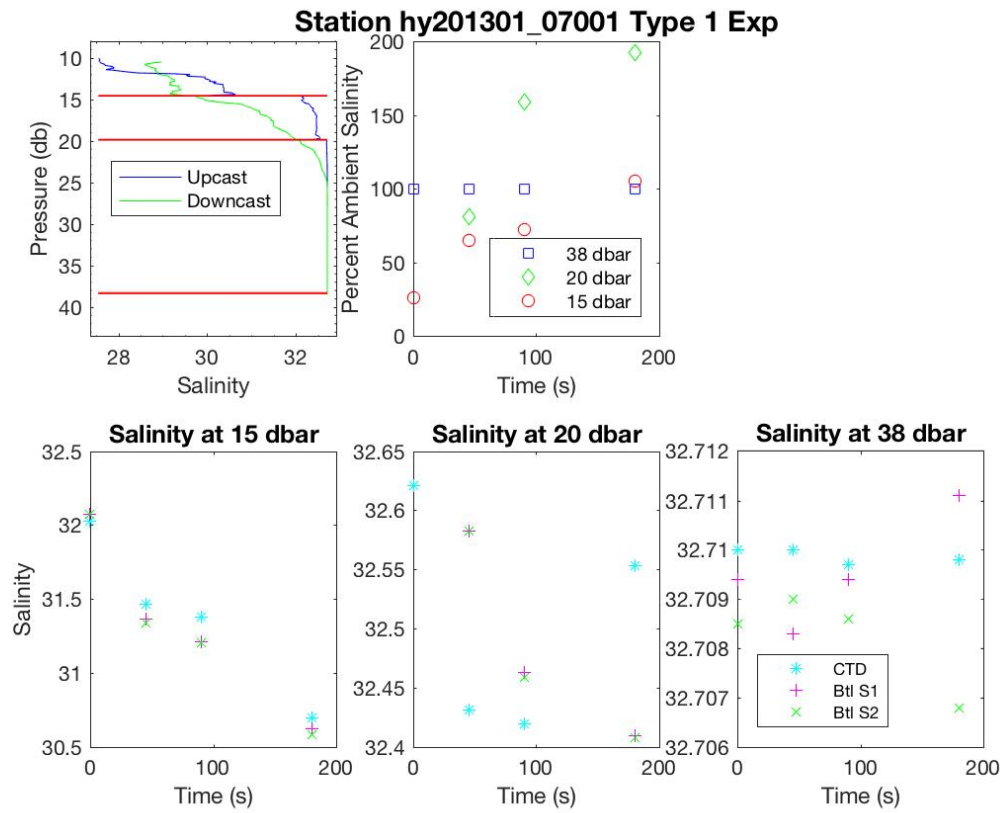 Station hy201301_07001 Type 1 Exp
10
15
20
25
30
35
40
Pressure (db)
Upcast
Downcast
28
30
32
Salinity
200
150
100
50
0
Percent Ambient Salinity
38 dbar
20 dbar
15 dbar
0
100
200
Time (s)
Salinity at 15 dbar
32.5
32
31.5
31
30.5
Salinity
0
100
200
Time (s)
Salinity at 20 dbar
32.65
32.6
32.55
32.5
32.45
32.4
0
100
200
Time (s)
Salinity at 38 dbar
32.712
32.711
32.71
32.709
32.708
32.707
32.706
CTD
Btl S1
Btl S2
0
100
200
Time (s)